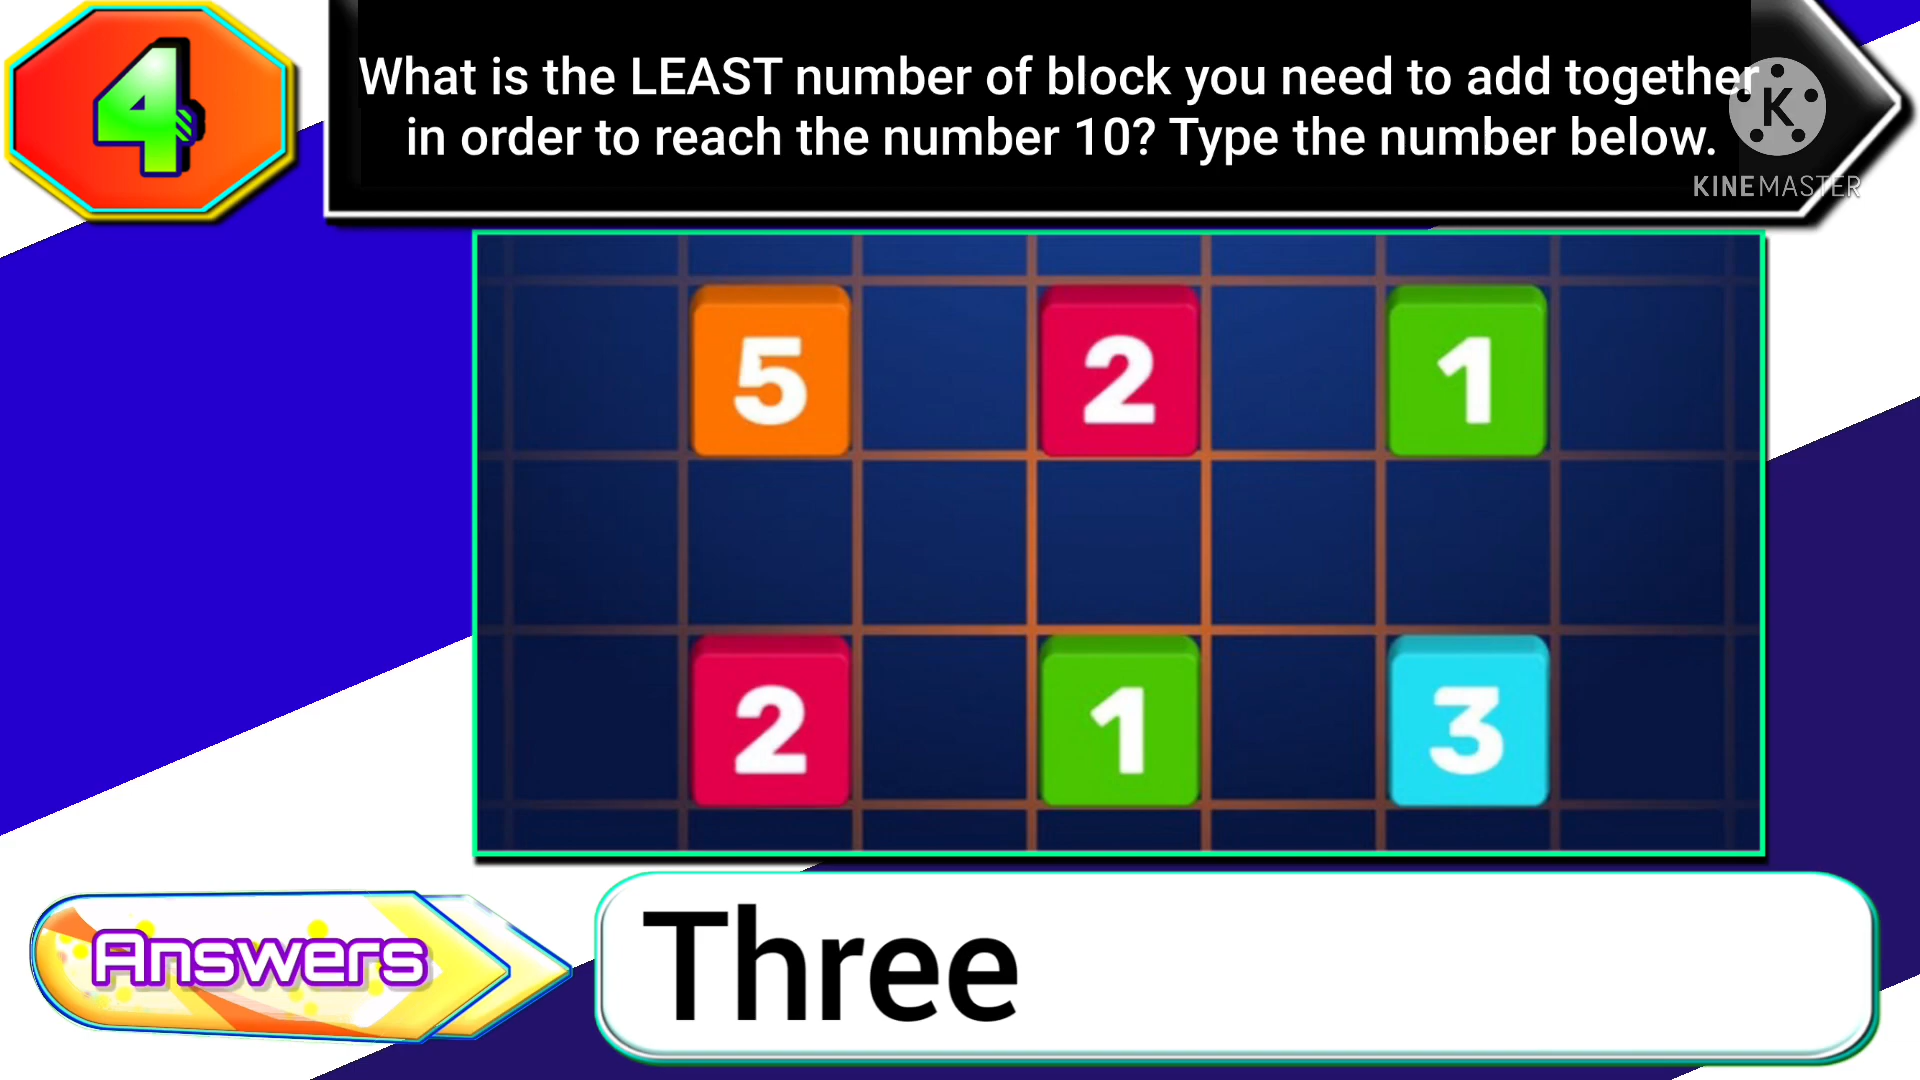 4
What is the LEAST number of block you need to add together
in order to reach the number 10? Type the number below.
K
KINEMASTER
5 2 1
2 1 3
Answers
Three